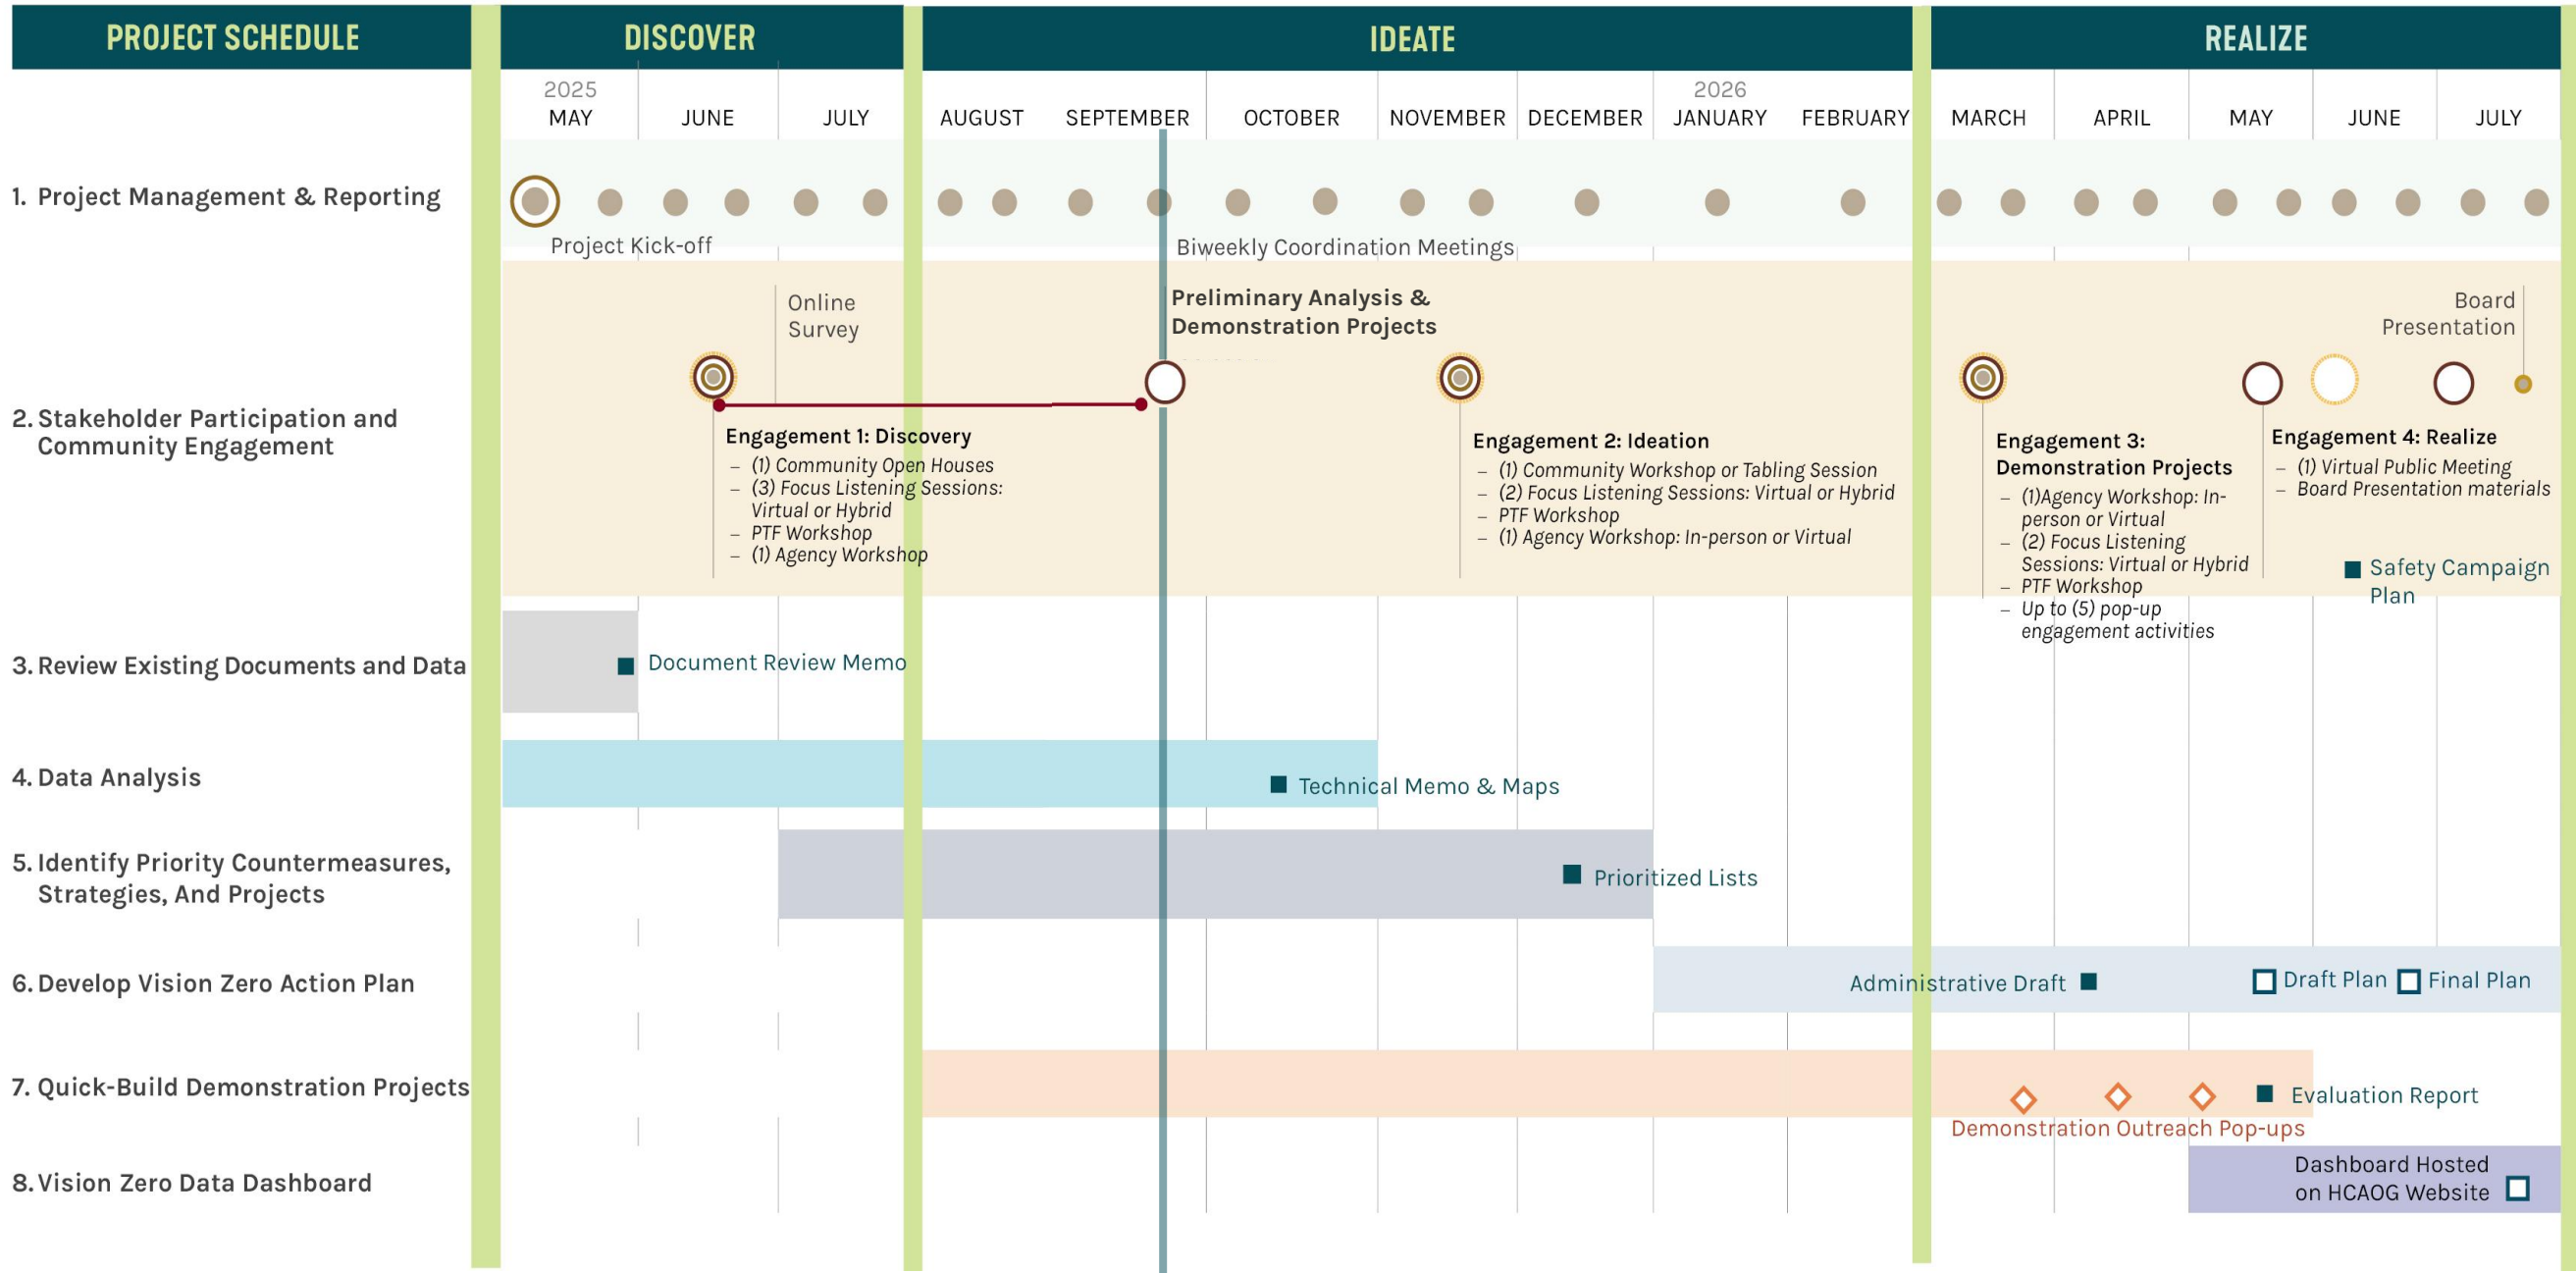 PROJECT SCHEDULE
DISCOVER
IDEATE
REALIZE
2025
2026
MAY
JUNE
JULY
AUGUST
SEPTEMBER
OCTOBER
NOVEMBER
DECEMBER
JANUARY
FEBRUARY
MARCH
APRIL
MAY
JUNE
JULY
1. Project Management & Reporting
Project Kick-off
Biweekly Coordination Meetings
2. Stakeholder Participation and
Community Engagement
Online
Survey
Preliminary Analysis &
Demonstration Projects
Board
Presentation
Engagement 1: Discovery
– (1) Community Open Houses
– (3) Focus Listening Sessions:
Virtual or Hybrid
– PTF Workshop
– (1) Agency Workshop
Engagement 2: Ideation
– (1) Community Workshop or Tabling Session
– (2) Focus Listening Sessions: Virtual or Hybrid
– PTF Workshop
– (1) Agency Workshop: In-person or Virtual
Engagement 3:
Demonstration Projects
– (1)Agency Workshop: In-
person or Virtual
– (2) Focus Listening
Sessions: Virtual or Hybrid
– PTF Workshop
– Up to (5) pop-up
engagement activities
Engagement 4: Realize
– (1) Virtual Public Meeting
– Board Presentation materials
Safety Campaign
Plan
3. Review Existing Documents and Data
Document Review Memo
4. Data Analysis
Technical Memo & Maps
5. Identify Priority Countermeasures,
Strategies, And Projects
Prioritized Lists
6. Develop Vision Zero Action Plan
Administrative Draft
Draft Plan
Final Plan
7. Quick-Build Demonstration Projects
Evaluation Report
Demonstration Outreach Pop-ups
8. Vision Zero Data Dashboard
Dashboard Hosted
on HCAOG Website